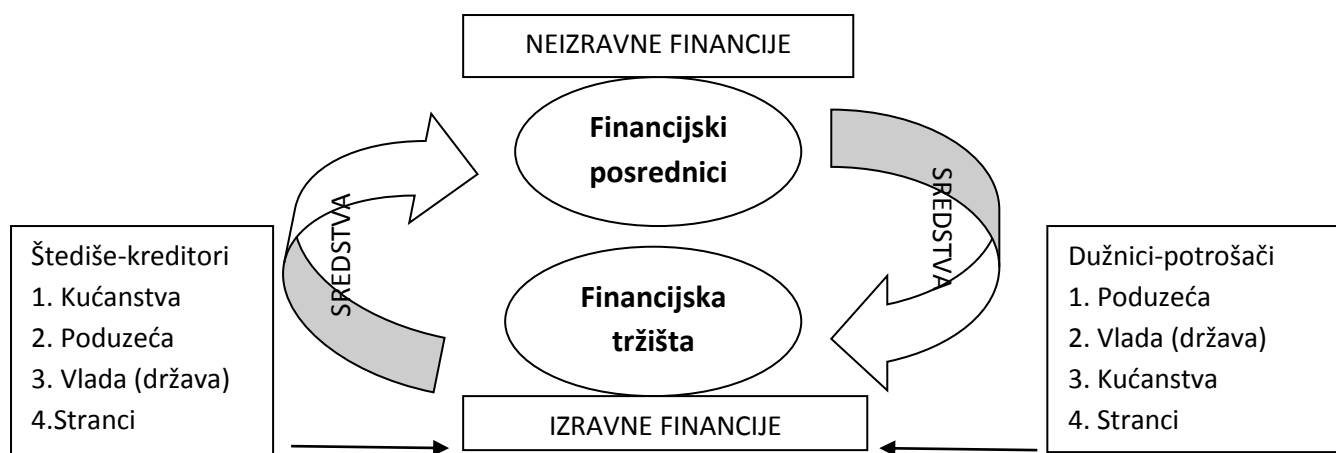 NEIZRAVNE FINANCIJE
Financijski
posrednici
SREDSTVA
SREDSTVA
Štediše-kreditori
1. Kućanstva
2. Poduzeća
3. Vlada (država)
4.Stranci
Financijska
tržišta
Dužnici-potrošači
1. Poduzeća
2. Vlada (država)
3. Kućanstva
4. Stranci
IZRAVNE FINANCIJE